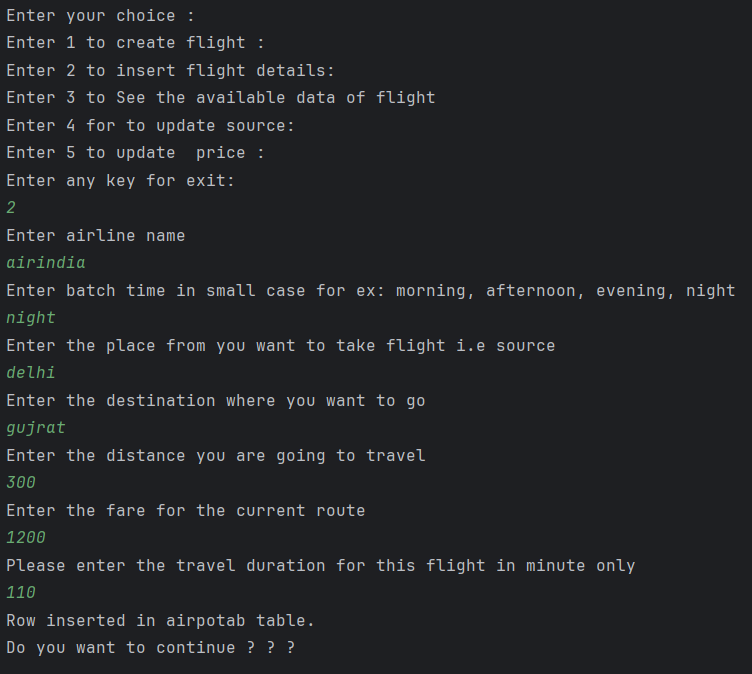 Enter your choice :
Enter 1 to create flight :
Enter 2 to insert flight details:
Enter 3 to See the available data of flight
Enter 4 for to update source:
Enter 5 to update  price :
Enter any key for exit:
2
Enter airline name
airindia
Enter batch time in small case for ex: morning, afternoon, evening, night
night
Enter the place from you want to take flight i.e source
delhi
Enter the destination where you want to go
gujrat
Enter the distance you are going to travel
300
Enter the fare for the current route
1200
Please enter the travel duration for this flight in minute only
110
Row inserted in airpotab table.
Do you want to continue ? ? ?